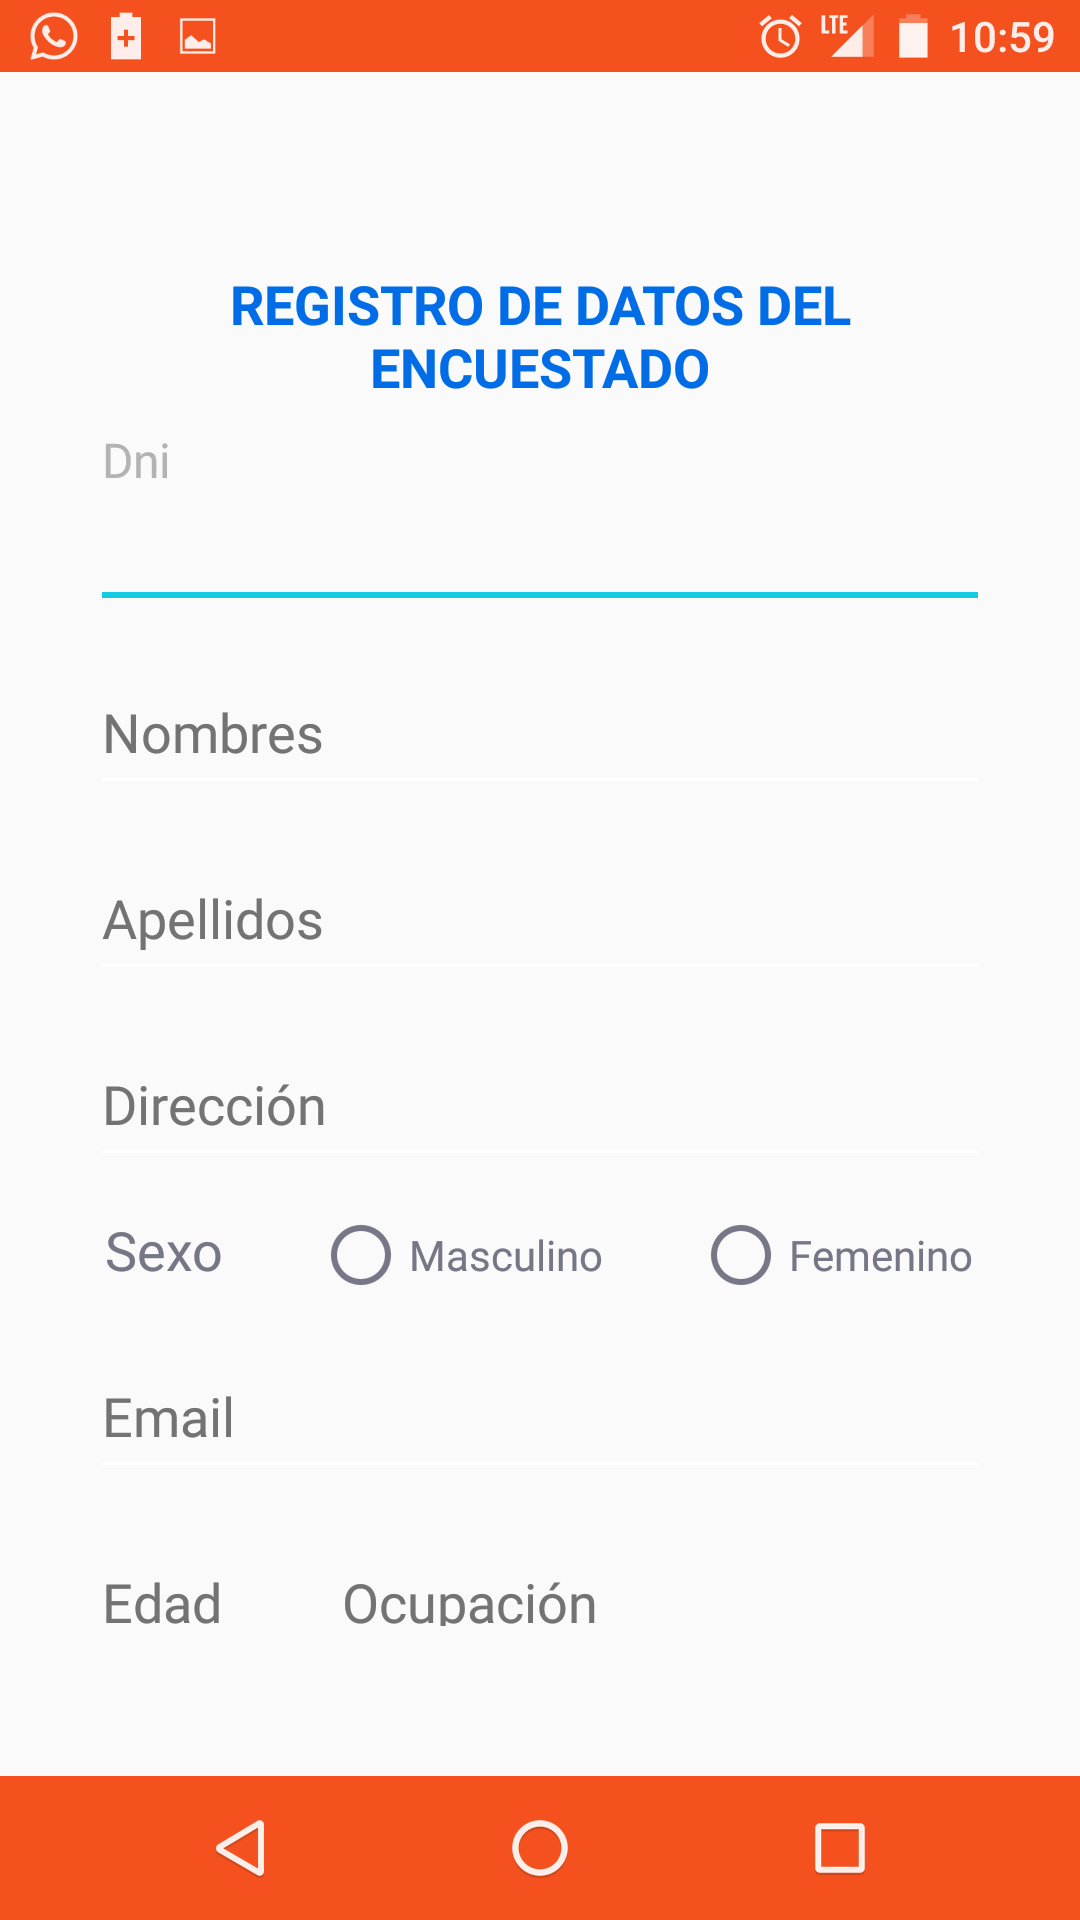 LTE 10:59
REGISTRO DE DATOS DEL
ENCUESTADO
Dni
Nombres
Apellidos
Dirección
Sexo Masculino Femenino
Email
Edad Ocupación